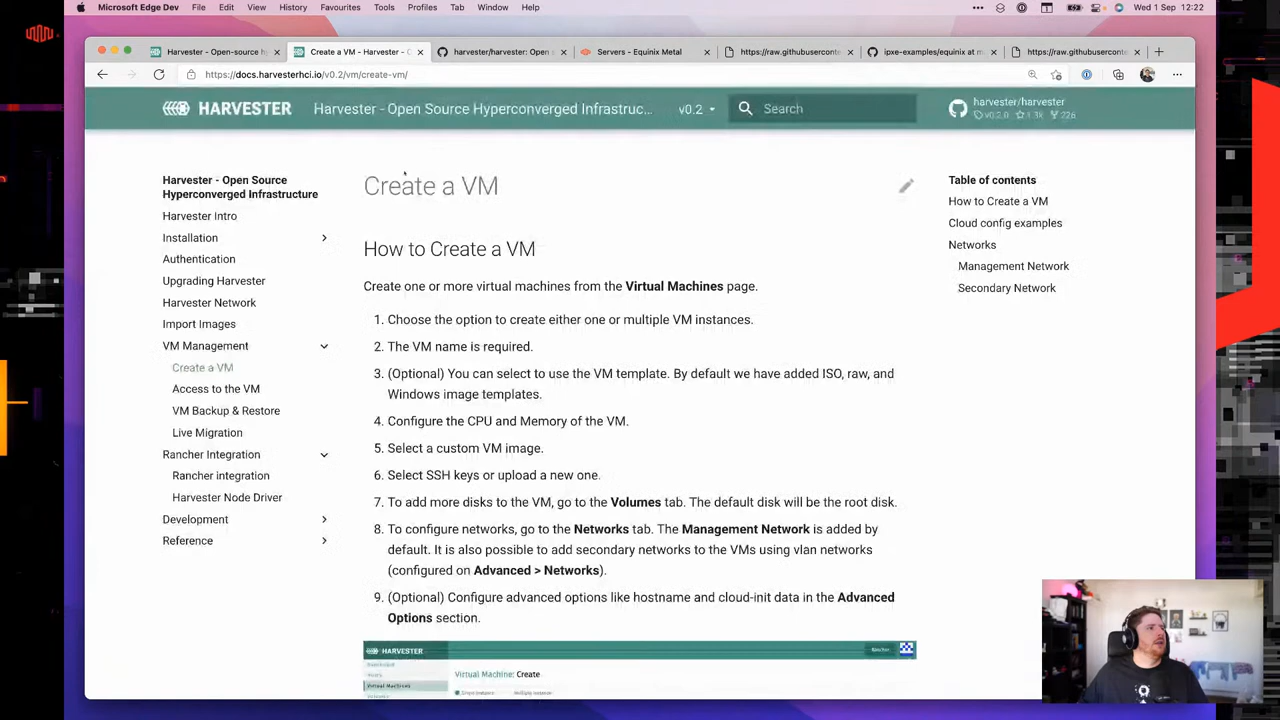 Microsoft Edge Dev File Edit View History Favourites Tools Profiles Tab Window Help Wed 1 Sep 12:22
Harvester - Open-source h
Create a VM - Harvester - O
harvester/harvester: Open s
Servers - Equinix Metal
https://raw.githubuserconte
ipxe-examples/equinix at m
https://raw.githubuserconte
https://docs.harvesterhci.io/v0.2/vm/create-vm/
HARVESTER
Harvester - Open Source Hyperconverged Infrastruc...
v0.2
Search
harvester/harvester
v0.2.0 1.3k 226
Harvester - Open Source
Hyperconverged Infrastructure
Harvester Intro
Installation
Authentication
Upgrading Harvester
Harvester Network
Import Images
VM Management
Create a VM
Access to the VM
VM Backup & Restore
Live Migration
Rancher Integration
Rancher integration
Harvester Node Driver
Development
Reference
Create a VM
How to Create a VM
Create one or more virtual machines from the Virtual Machines page.
1. Choose the option to create either one or multiple VM instances.
2. The VM name is required.
3. (Optional) You can select to use the VM template. By default we have added ISO, raw, and
Windows image templates.
4. Configure the CPU and Memory of the VM.
5. Select a custom VM image.
6. Select SSH keys or upload a new one.
7. To add more disks to the VM, go to the Volumes tab. The default disk will be the root disk.
8. To configure networks, go to the Networks tab. The Management Network is added by
default. It is also possible to add secondary networks to the VMs using vlan networks
(configured on Advanced > Networks).
9. (Optional) Configure advanced options like hostname and cloud-init data in the Advanced
Options section.
HARVESTER
Virtual Machine: Create
Virtual Machines
Table of contents
How to Create a VM
Cloud config examples
Networks
Management Network
Secondary Network